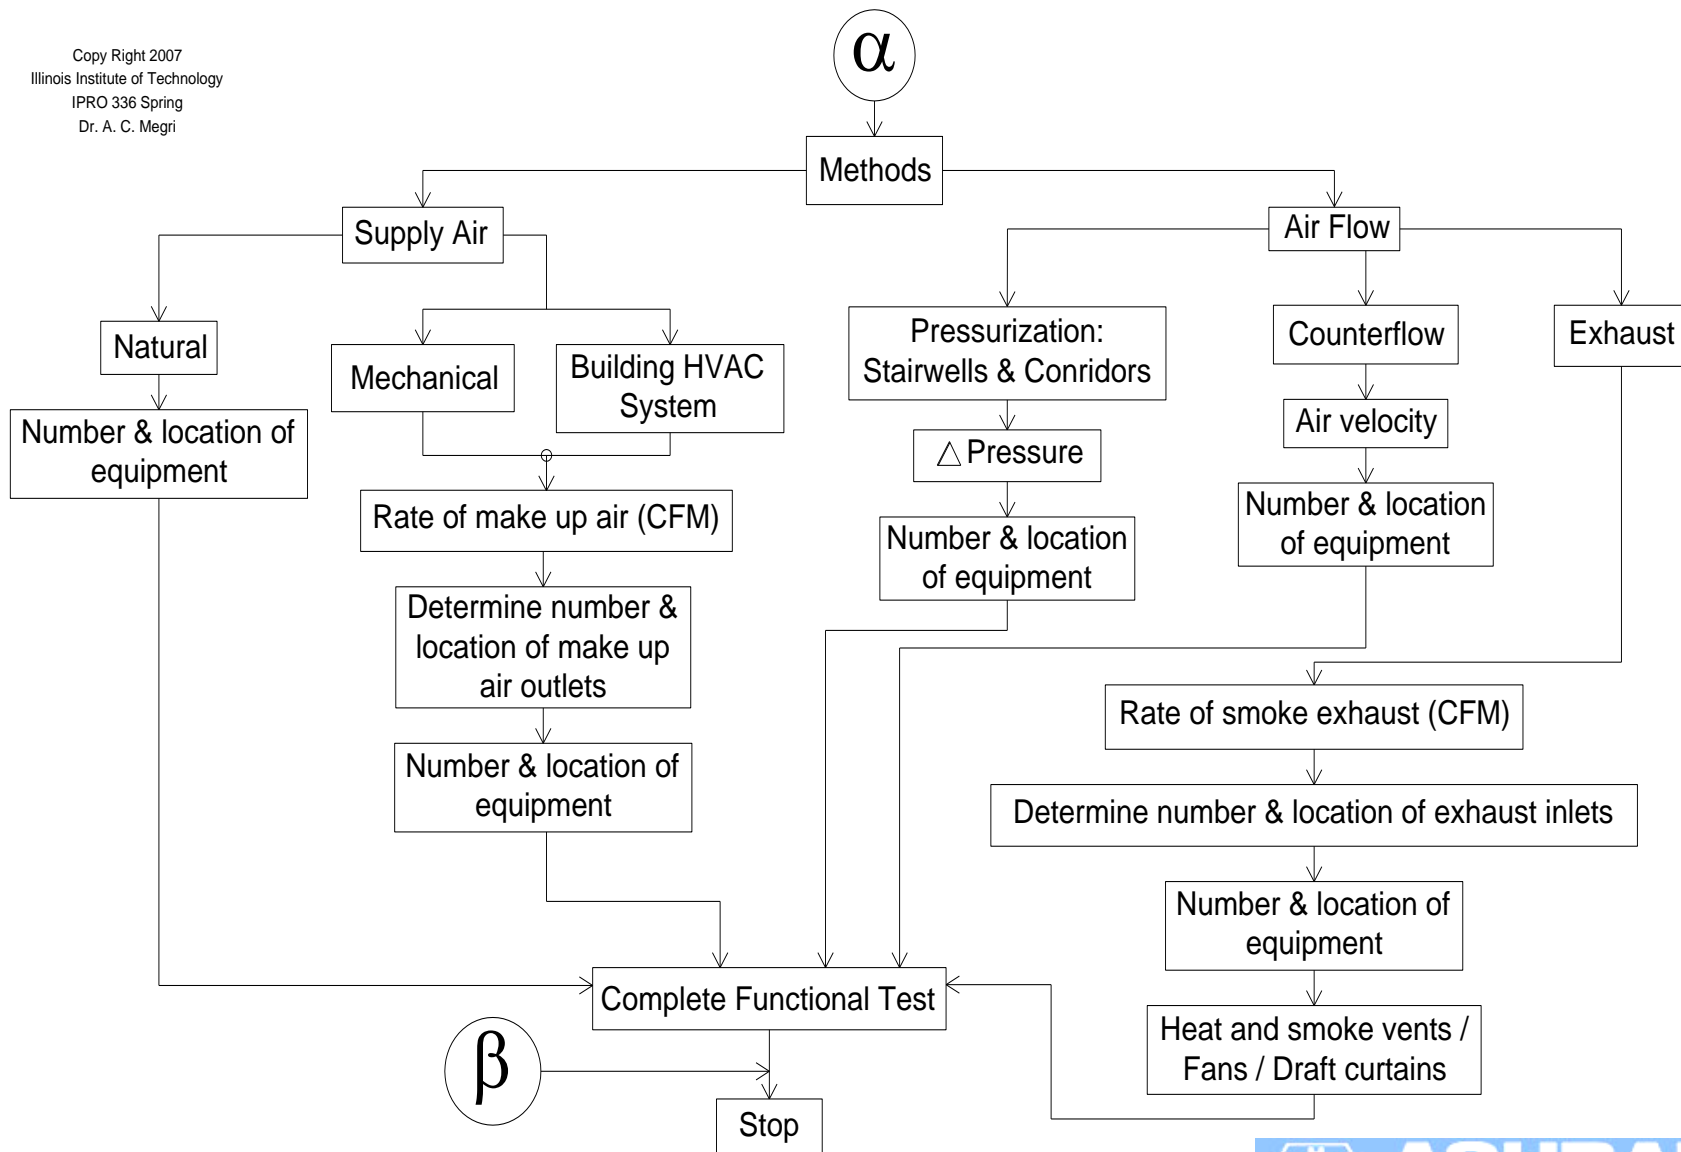 Copy Right 2007
Illinois Institute of Technology
IPRO 336 Spring
Dr. A. C. Megri
α
Methods
Supply Air
Air Flow
Natural
Mechanical
Building HVAC
System
Pressurization:
Stairwells & Conridors
Counterflow
Exhaust
Number & location of
equipment
Air velocity
△ Pressure
Rate of make up air (CFM)
Number & location
of equipment
Number & location
of equipment
Determine number &
location of make up
air outlets
Rate of smoke exhaust (CFM)
Number & location of
equipment
Determine number & location of exhaust inlets
Number & location of
equipment
Complete Functional Test
Heat and smoke vents /
Fans / Draft curtains
β
Stop